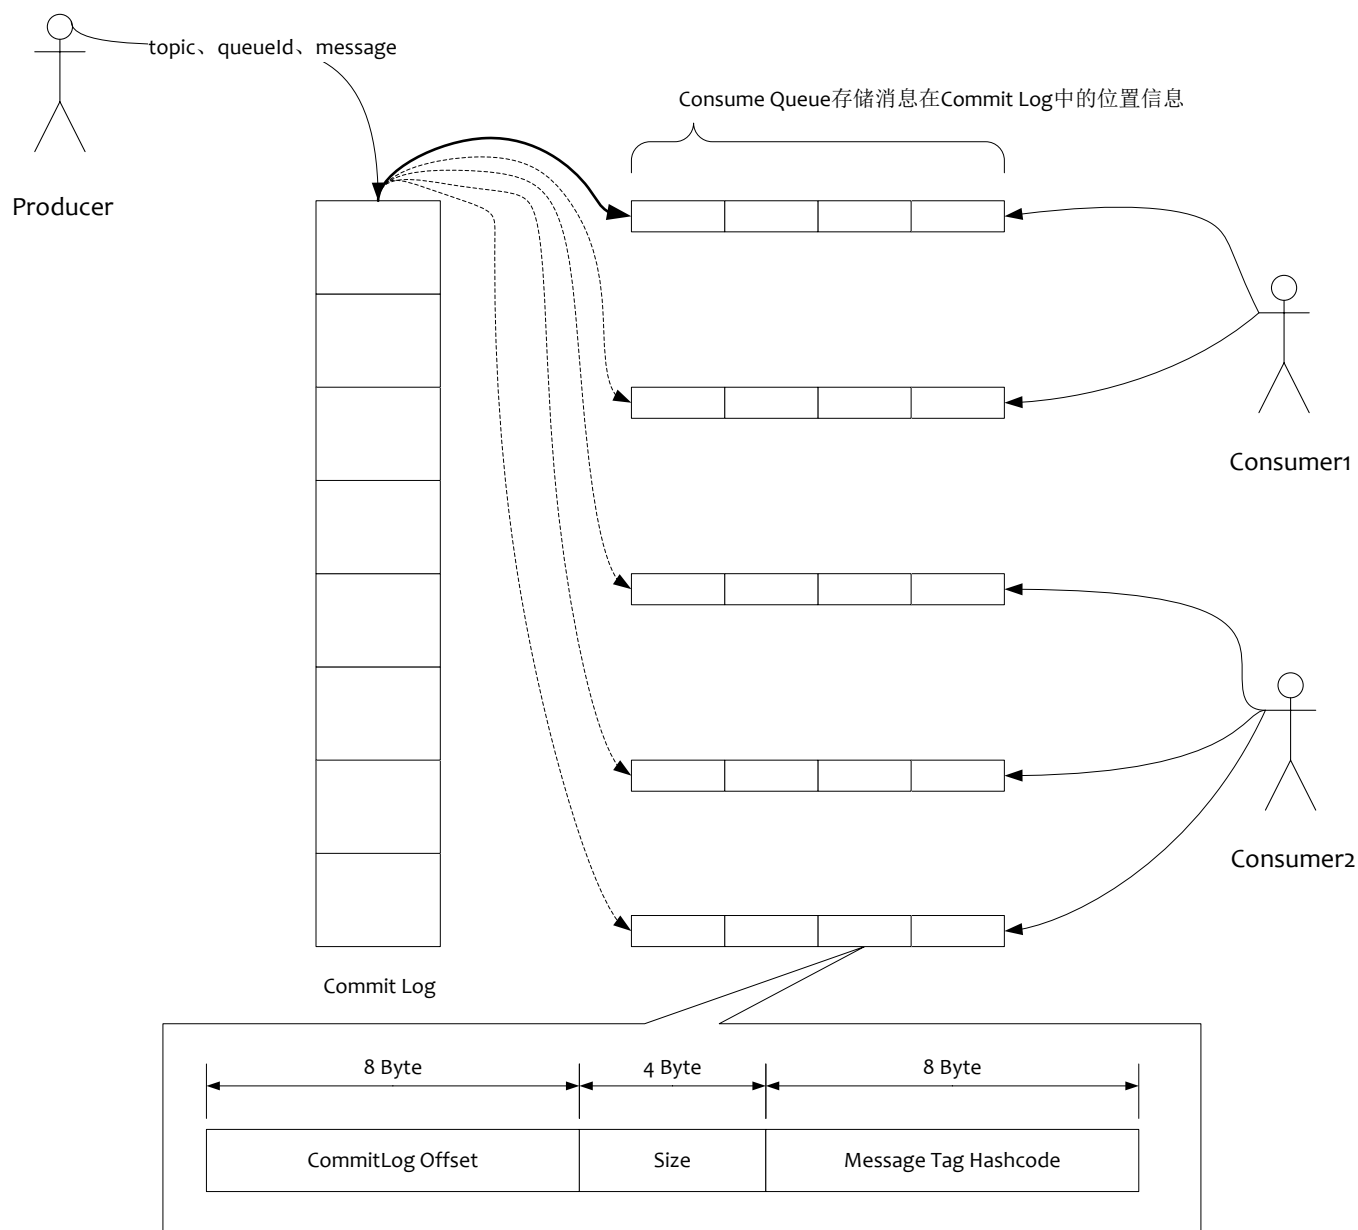 topic、queueId、message
Consume Queue存储消息在Commit Log中的位置信息
Producer
Consumer1
Consumer2
Commit Log
8 Byte
4 Byte
8 Byte
CommitLog Offset
Size
Message Tag Hashcode